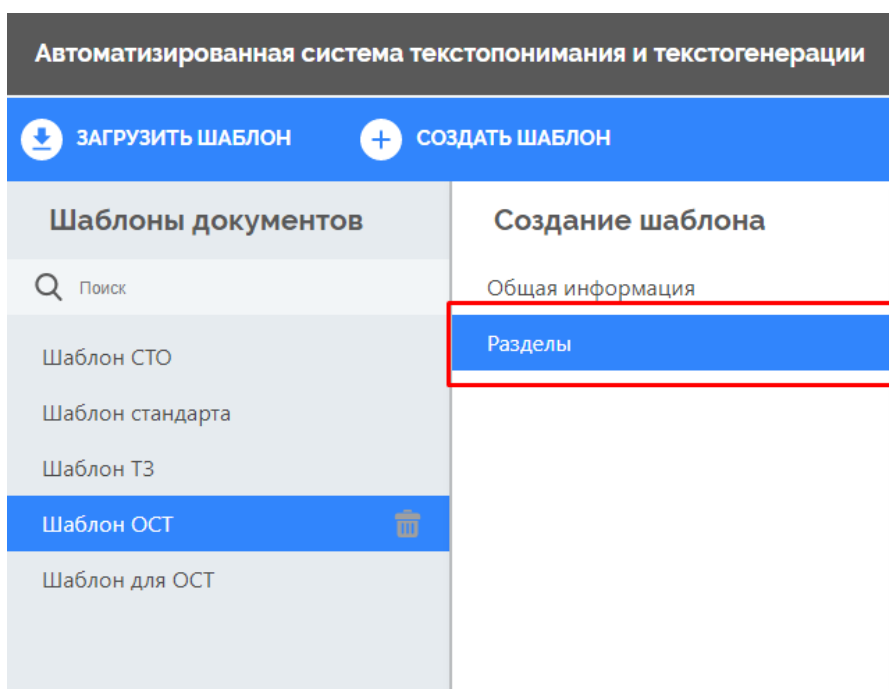 Автоматизированная система текстопонимания и текстогенерации
ЗАГРУЗИТЬ ШАБЛОН
СОЗДАТЬ ШАБЛОН
Шаблоны документов
Поиск
Шаблон СТО
Шаблон стандарта
Шаблон ТЗ
Шаблон ОСТ
Шаблон для ОСТ
Создание шаблона
Общая информация
Разделы